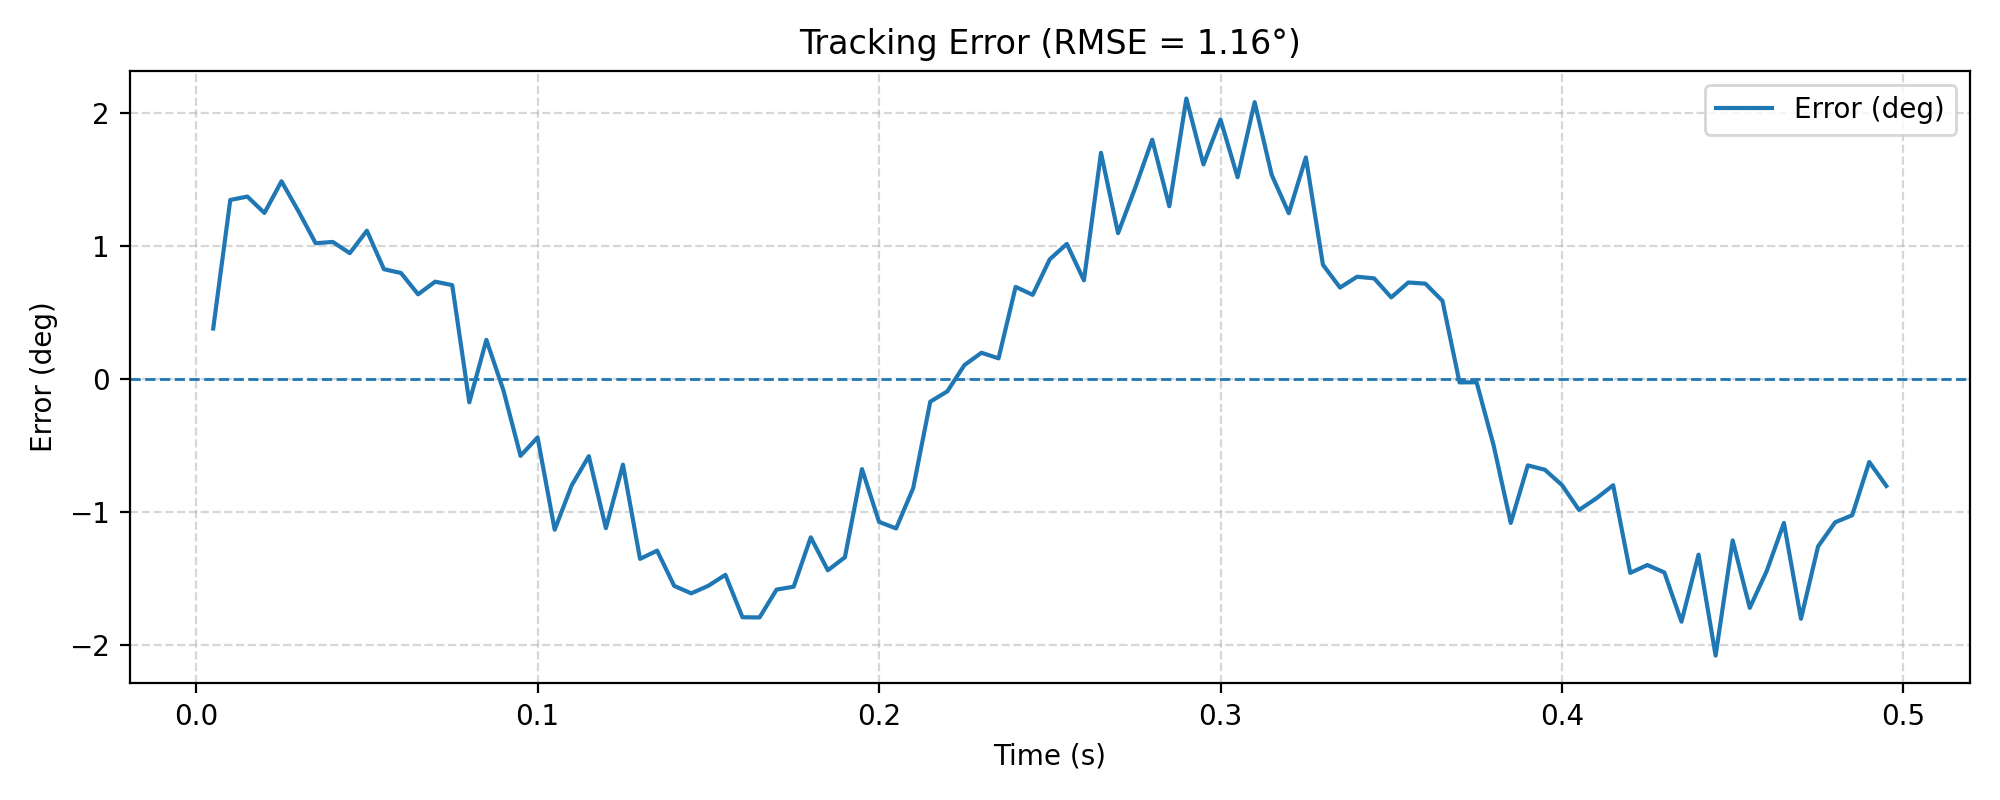 Tracking Error (RMSE = 1.16°)
Error (deg)
2
1
0
−1
−2
Error (deg)
0.0 0.1 0.2 0.3 0.4 0.5
Time (s)